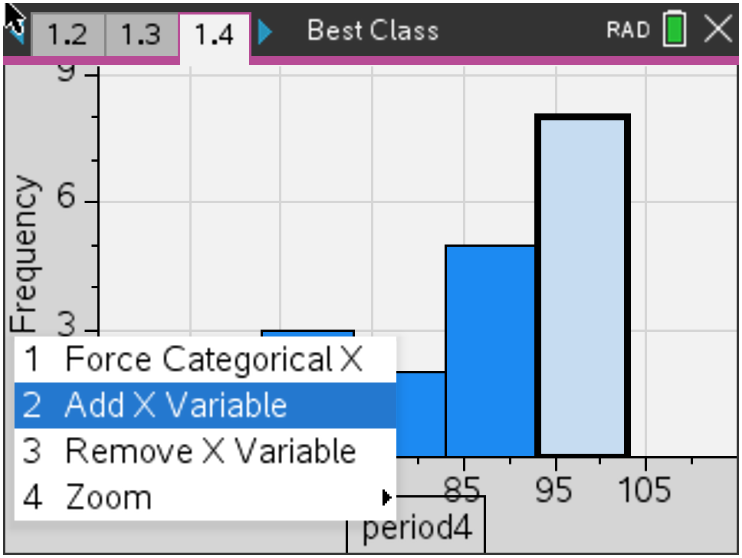 1.2 1.3 1.4 Best Class RAD
9
6
3
Frequency
1 Force Categorical X
2 Add X Variable
3 Remove X Variable
4 Zoom
85 95 105
period4